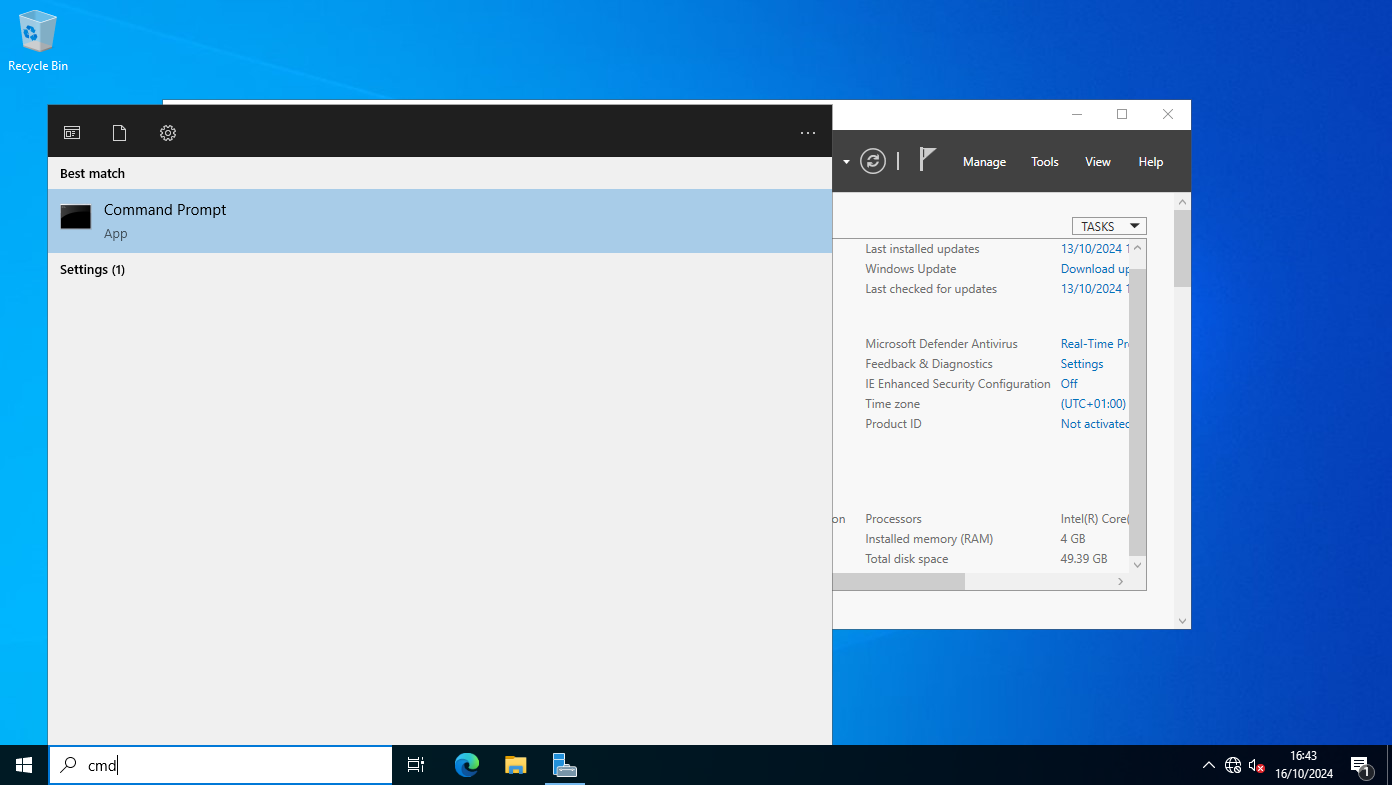 Recycle Bin
Manage
Tools
View
Help
Best match
Command Prompt
App
Settings (1)
TASKS
Last installed updates 13/10/2024 1
Windows Update Download up
Last checked for updates 13/10/2024 1
Microsoft Defender Antivirus Real-Time Pr
Feedback & Diagnostics Settings
IE Enhanced Security Configuration Off
Time zone (UTC+01:00)
Product ID Not activated
on Processors Intel(R) Core(
Installed memory (RAM) 4 GB
Total disk space 49.39 GB
cmd
16:43
16/10/2024
1